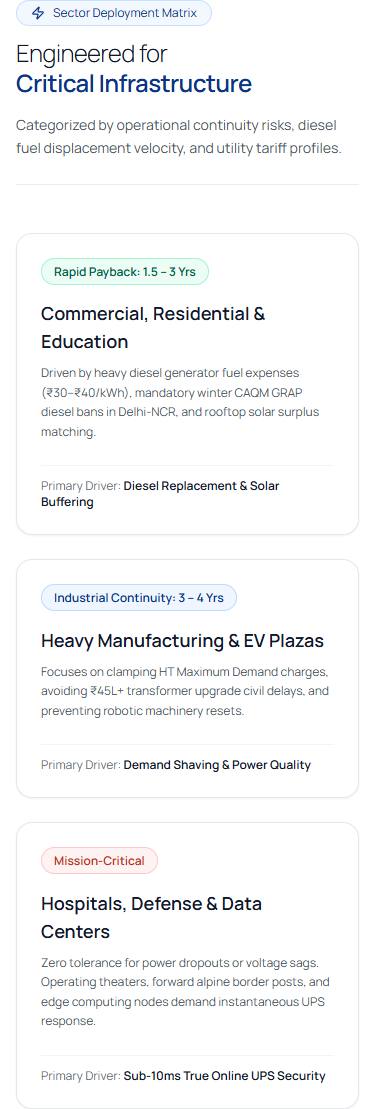 Sector Deployment Matrix
Engineered for
Critical Infrastructure
Categorized by operational continuity risks, diesel
fuel displacement velocity, and utility tariff profiles.
Rapid Payback: 1.5 – 3 Yrs
Commercial, Residential &
Education
Driven by heavy diesel generator fuel expenses
(₹30–₹40/kWh), mandatory winter CAQM GRAP
diesel bans in Delhi-NCR, and rooftop solar surplus
matching.
Primary Driver: Diesel Replacement & Solar
Buffering
Industrial Continuity: 3 – 4 Yrs
Heavy Manufacturing & EV Plazas
Focuses on clamping HT Maximum Demand charges,
avoiding ₹45L+ transformer upgrade civil delays, and
preventing robotic machinery resets.
Primary Driver: Demand Shaving & Power Quality
Mission-Critical
Hospitals, Defense & Data
Centers
Zero tolerance for power dropouts or voltage sags.
Operating theaters, forward alpine border posts, and
edge computing nodes demand instantaneous UPS
response.
Primary Driver: Sub-10ms True Online UPS Security